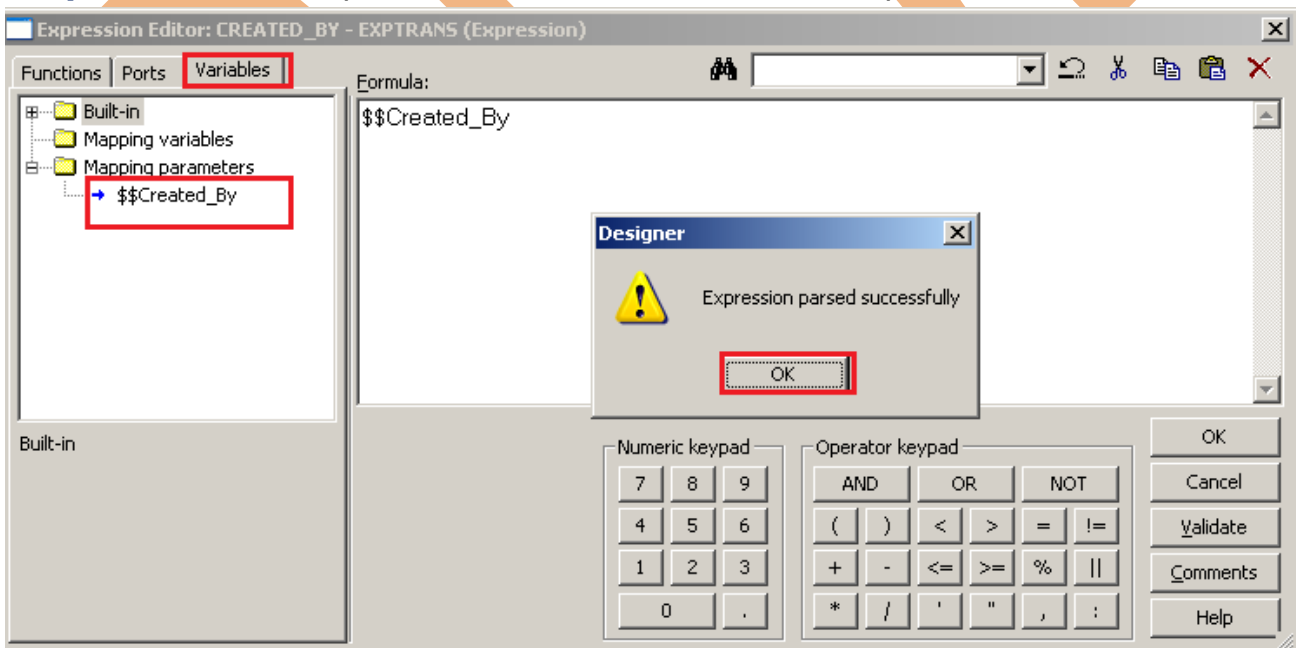 Expression Editor: CREATED_BY - EXPTRANS (Expression)
Functions Ports Variables
Formula:
Built-in
Mapping variables
Mapping parameters
$$Created_By
$$Created_By
Designer
Expression parsed successfully
OK
Built-in
Numeric keypad
7 8 9
4 5 6
1 2 3
0 .
Operator keypad
AND OR NOT
( ) < > = !=
+ - <= >= % ||
* / ' " , :
OK
Cancel
Validate
Comments
Help